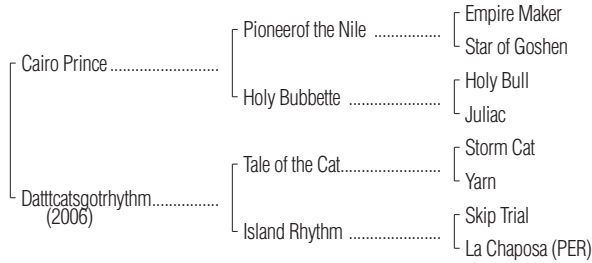 Empire Maker
Pioneerof the Nile ................
Star of Goshen
Cairo Prince ..........................
Holy Bull
Holy Bubbette ......................
Juliac
Storm Cat
Tale of the Cat........................
Yarn
Datttcatsgotrhythm................
(2006)
Skip Trial
Island Rhythm ......................
La Chaposa (PER)